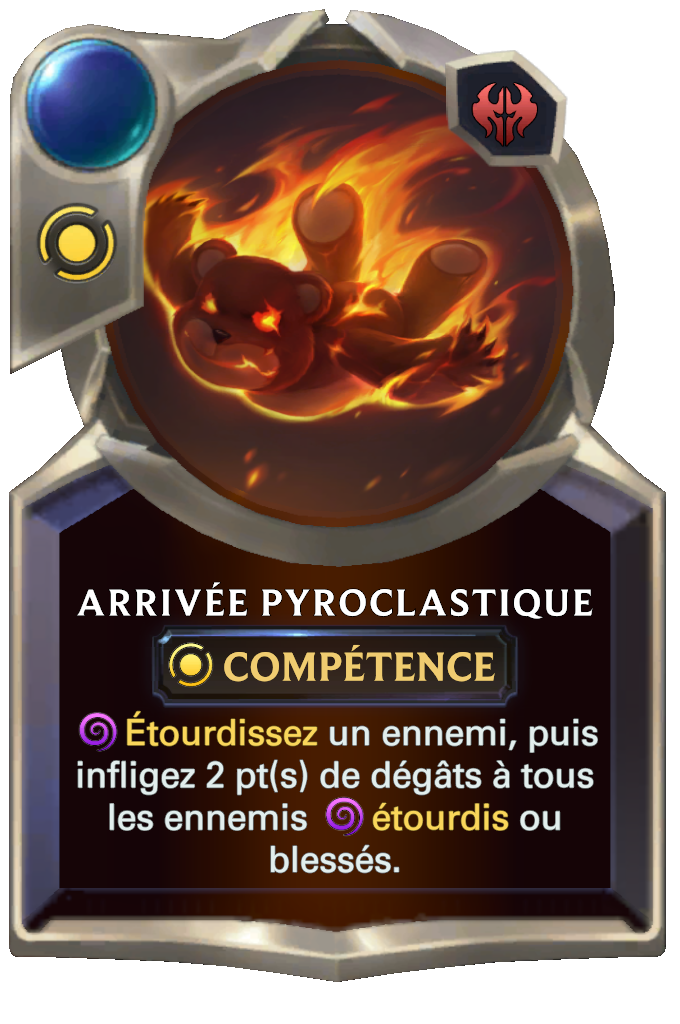 ARRIVÉE PYROCLASTIQUE
COMPÉTENCE
Étourdissez un ennemi, puis
infligez 2 pt(s) de dégâts à tous
les ennemis étourdis ou
blessés.